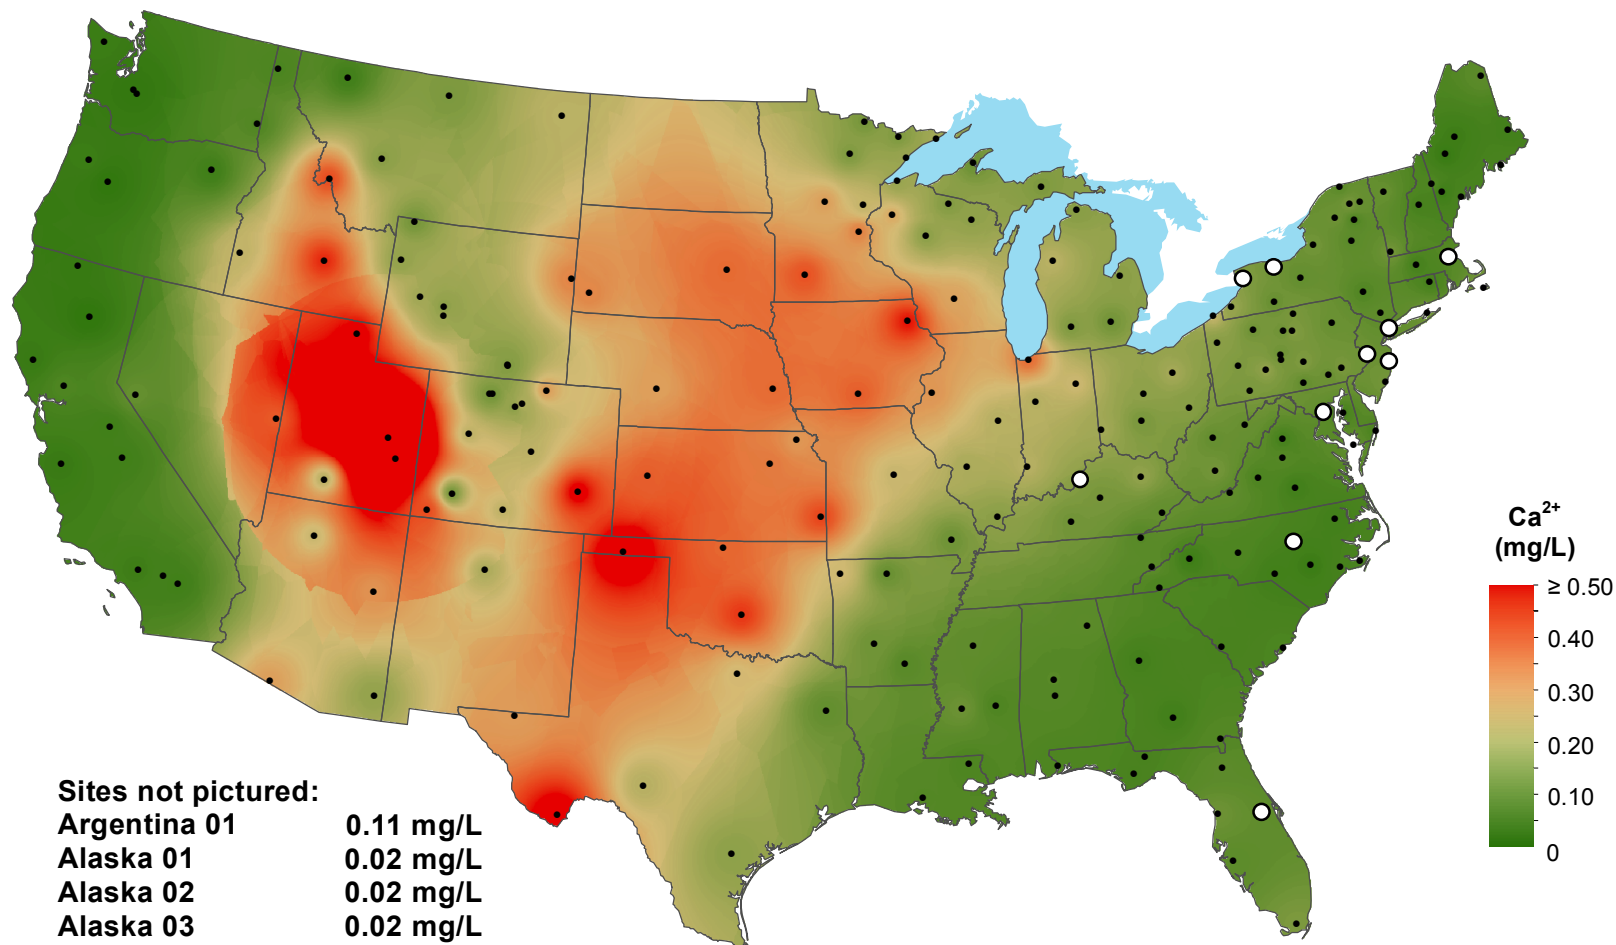 Ca²⁺
(mg/L)
≥ 0.50
0.40
0.30
0.20
0.10
0
Sites not pictured:
Argentina 01 0.11 mg/L
Alaska 01 0.02 mg/L
Alaska 02 0.02 mg/L
Alaska 03 0.02 mg/L